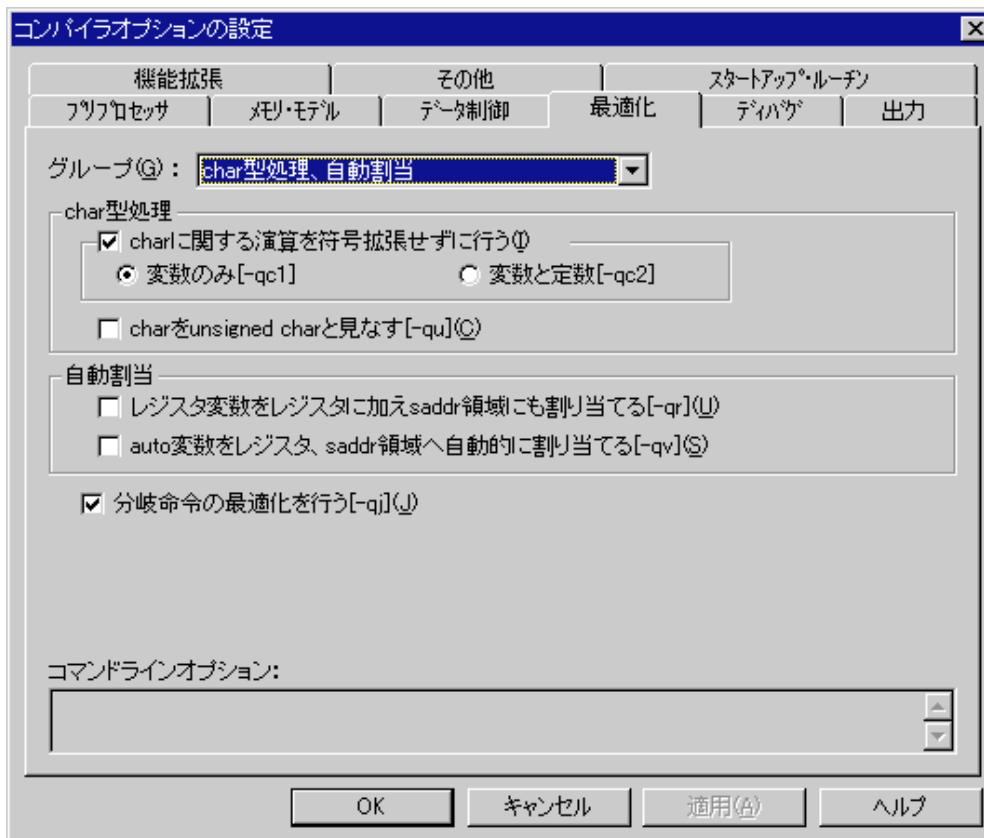 コンパイラオプションの設定
機能拡張 その他 スタートアップ・ルーチン
プリプロセッサ メモリ・モデル データ制御 最適化 ディバグ 出力
グループ(G): char型処理、自動割当
char型処理
charに関する演算を符号拡張せずに行う(I)
変数のみ[-qc1] 変数と定数[-qc2]
charをunsigned charと見なす[-qu](C)
自動割当
レジスタ変数をレジスタに加えsaddr領域にも割り当てる[-qr](U)
auto変数をレジスタ、saddr領域へ自動的に割り当てる[-qv](S)
分岐命令の最適化を行う[-qj](J)
コマンドラインオプション:
OK キャンセル 適用(A) ヘルプ